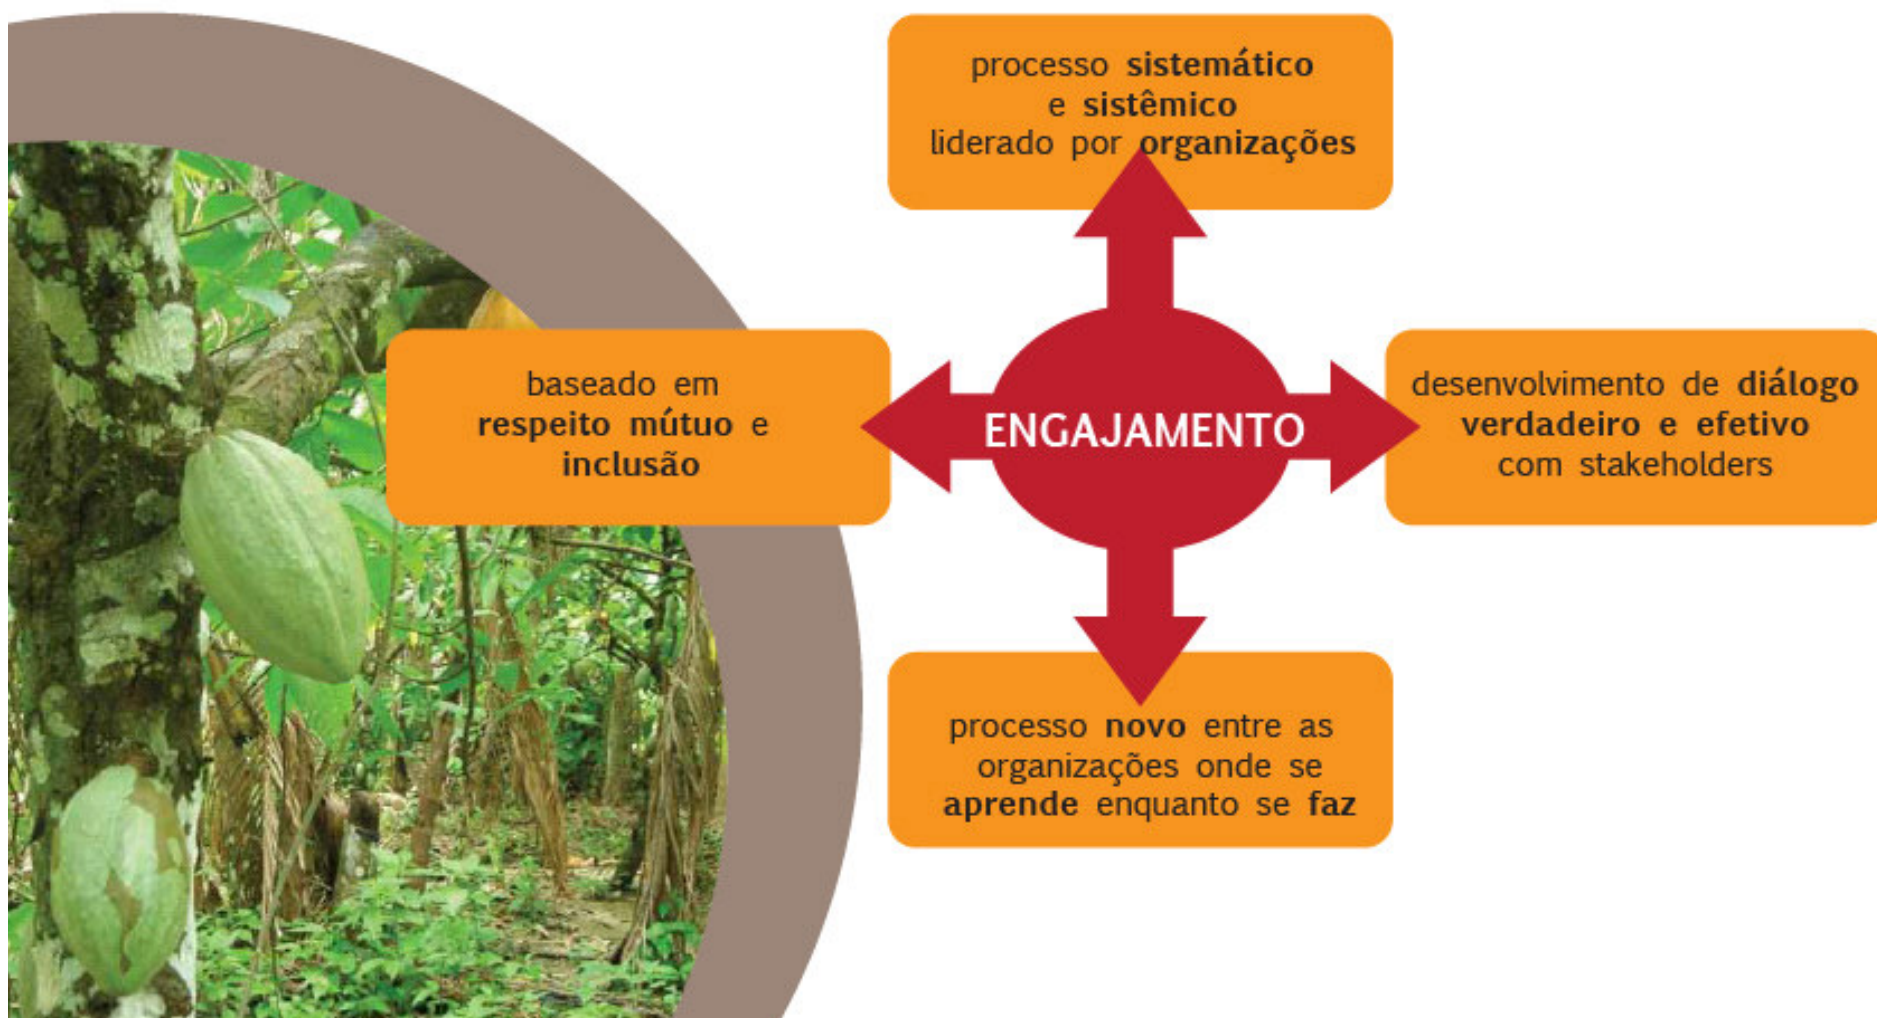 processo sistemático
e sistêmico
liderado por organizações
baseado em
respeito mútuo e
inclusão
ENGAJAMENTO
desenvolvimento de diálogo
verdadeiro e efetivo
com stakeholders
processo novo entre as
organizações onde se
aprende enquanto se faz